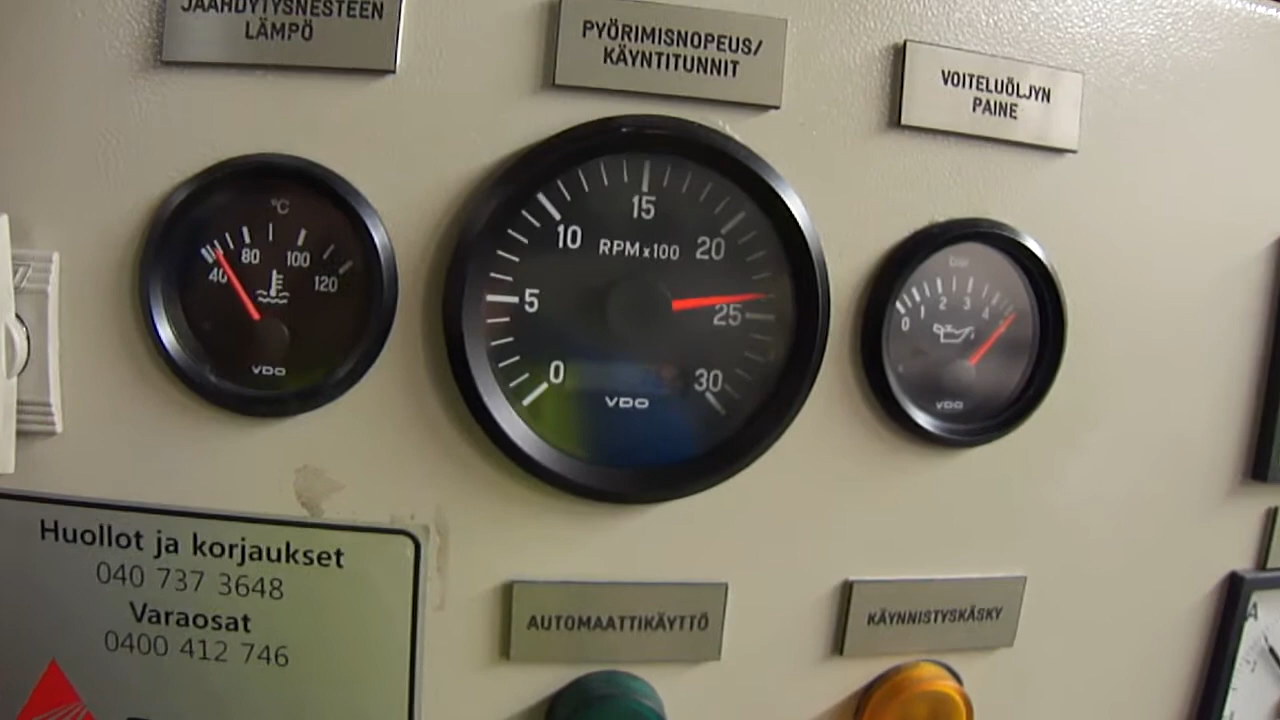 JÄÄHDYTYSNESTEEN
LÄMPÖ
PYÖRIMISNOPEUS/
KÄYNTITUNNIT
VOITELUÖLJYN
PAINE
°C
40
80
100
120
VDO
0
5
10
15
20
25
30
RPM x 100
VDO
bar
0
1
2
3
4
VDO
Huollot ja korjaukset
040 737 3648
Varaosat
0400 412 746
AUTOMAATTIKÄYTTÖ
KÄYNNISTYSKÄSKY
A